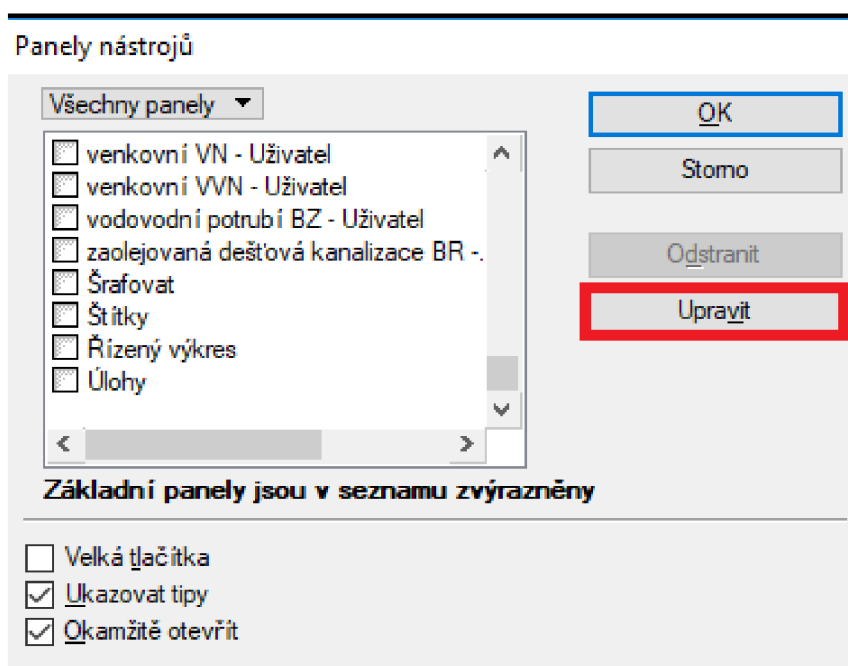 Panely nástrojů
Všechny panely
venkovní VN - Uživatel
venkovní VVN - Uživatel
vodovodní potrubí BZ - Uživatel
zaolejovaná dešťová kanalizace BR -.
Šrafovat
Štítky
Řízený výkres
Úlohy
OK
Storno
Odstranit
Upravit
Základní panely jsou v seznamu zvýrazněny
Velká tlačítka
Ukazovat tipy
Okamžitě otevřít